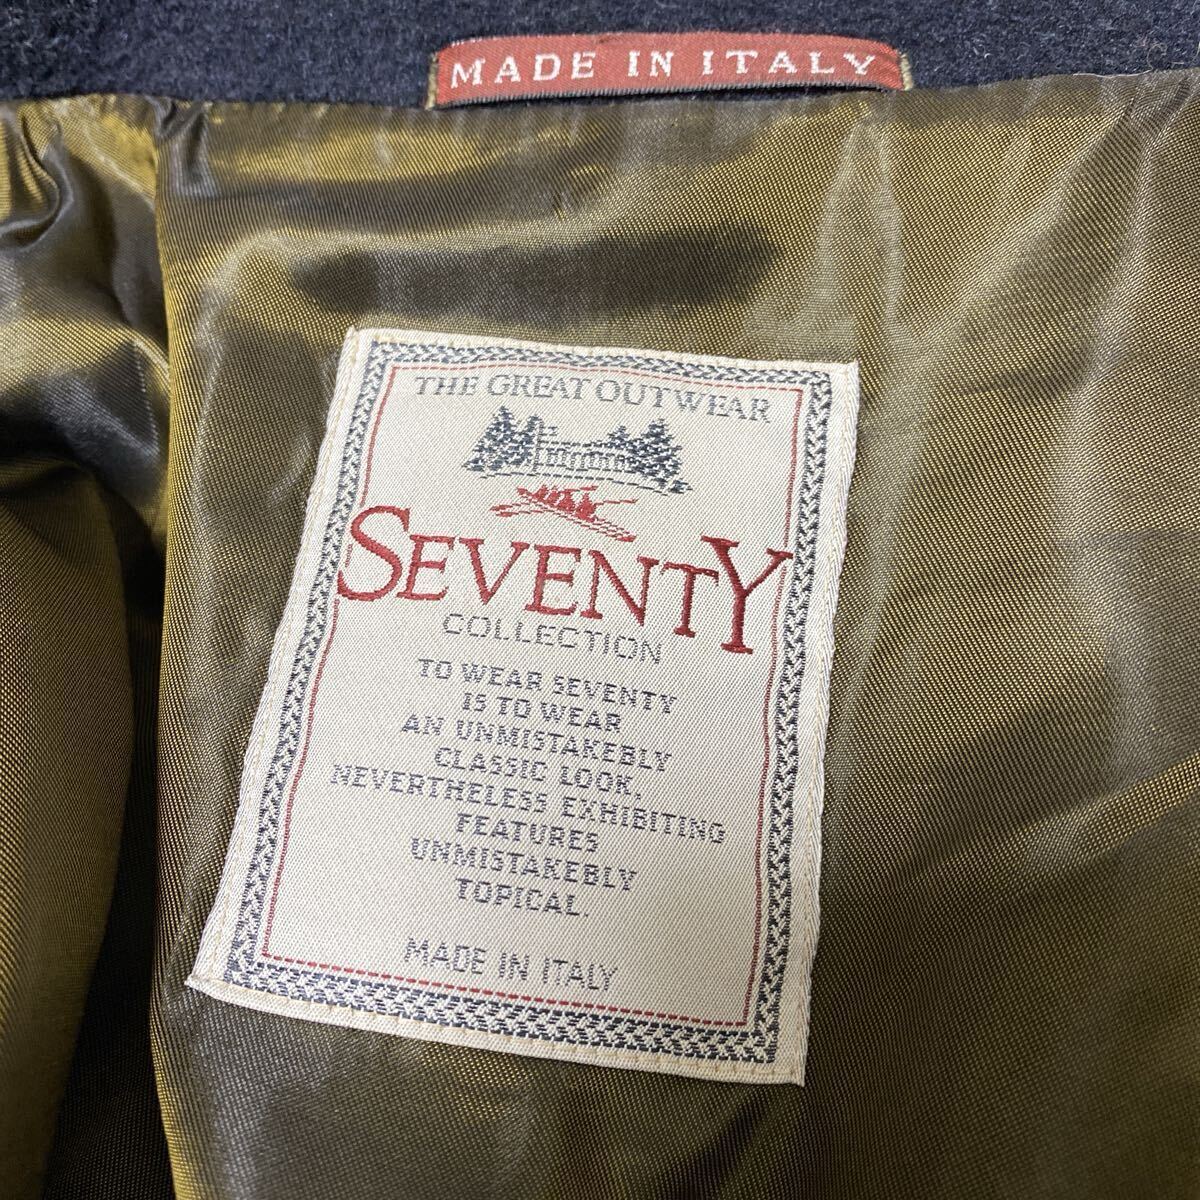 MADE IN ITALY
THE GREAT OUTWEAR
SEVENTY
COLLECTION
TO WEAR SEVENTY
IS TO WEAR
AN UNMISTAKEBLY
CLASSIC LOOK.
NEVERTHELESS EXHIBITING
FEATURES
UNMISTAKEBLY
TOPICAL.
MADE IN ITALY